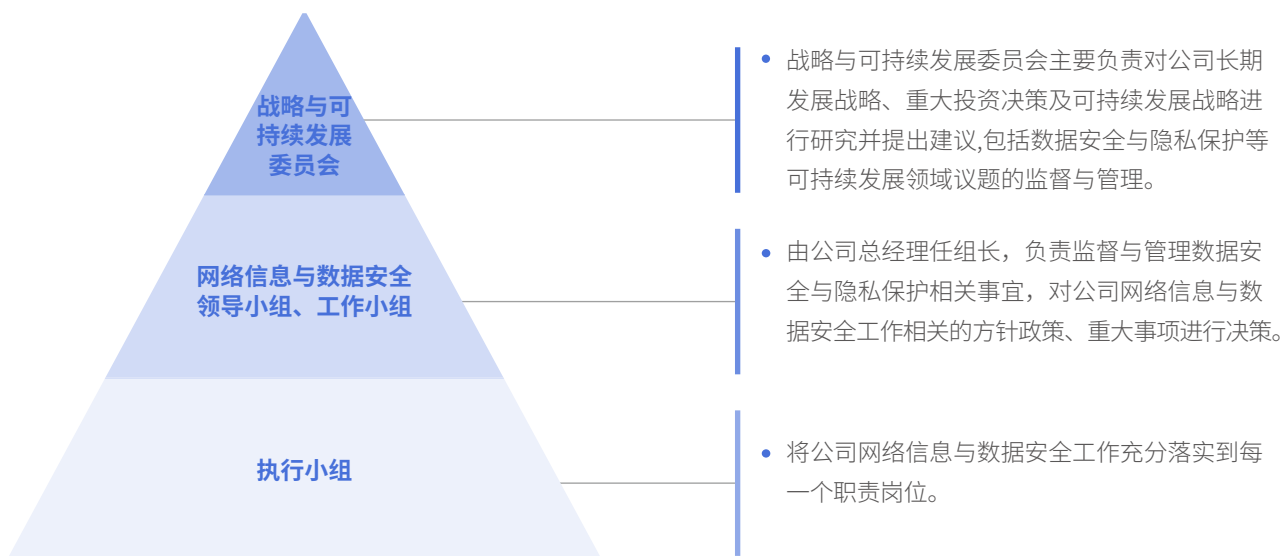 战略与可
持续发展
委员会
战略与可持续发展委员会主要负责对公司长期
发展战略、重大投资决策及可持续发展战略进
行研究并提出建议,包括数据安全与隐私保护等
可持续发展领域议题的监督与管理。
网络信息与数据安全
领导小组、工作小组
由公司总经理任组长，负责监督与管理数据安
全与隐私保护相关事宜，对公司网络信息与数
据安全工作相关的方针政策、重大事项进行决策。
执行小组
将公司网络信息与数据安全工作充分落实到每
一个职责岗位。